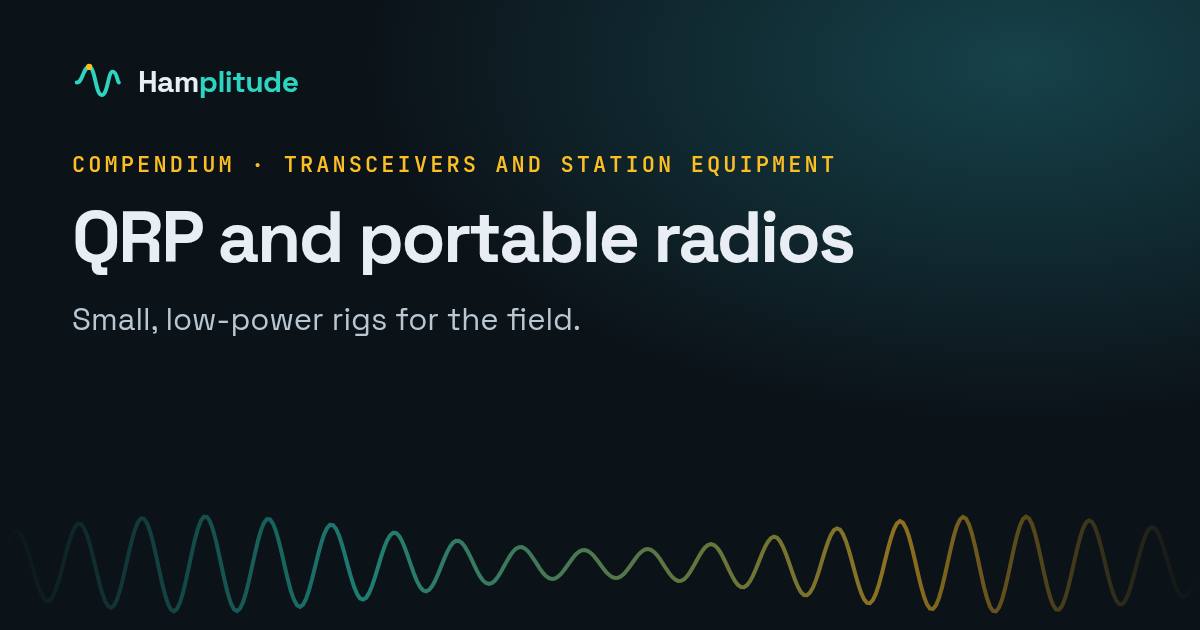 Hamplitude
COMPENDIUM · TRANSCEIVERS AND STATION EQUIPMENT
QRP and portable radios
Small, low-power rigs for the field.